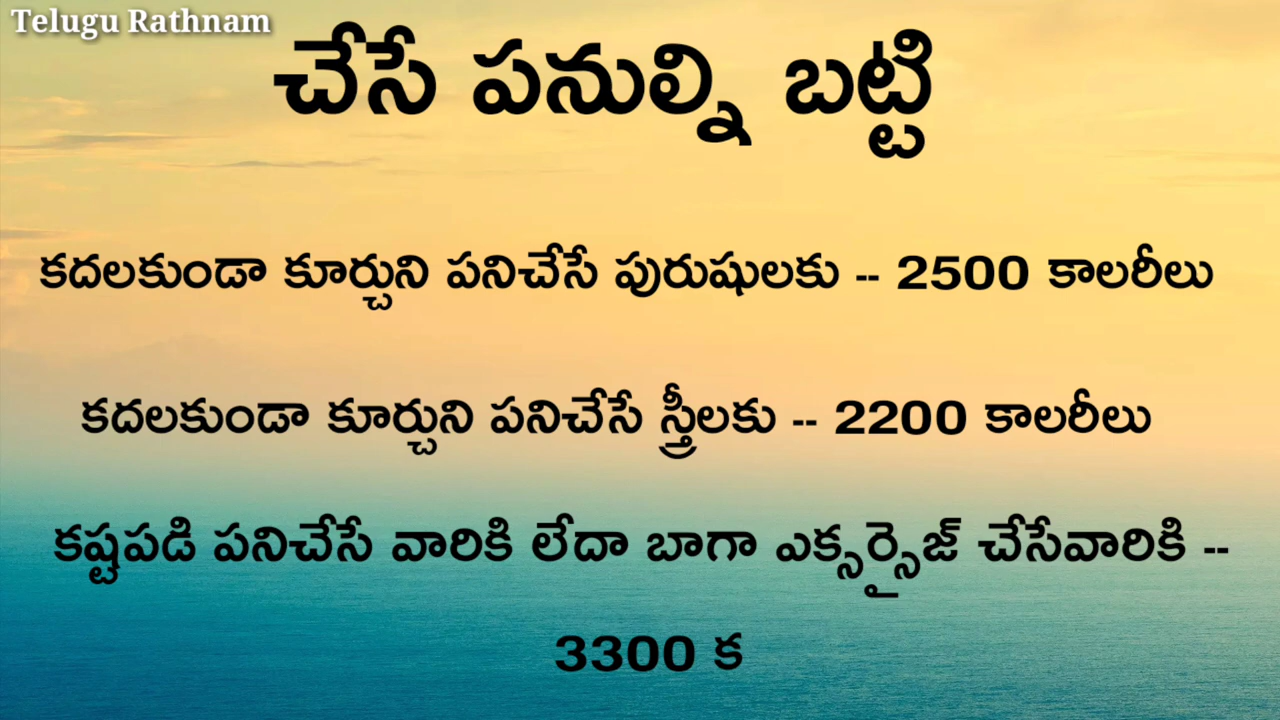 Telugu Rathnam
చేసే పనుల్ని బట్టి
కదలకుండా కూర్చుని పనిచేసే పురుషులకు -- 2500 కాలరీలు
కదలకుండా కూర్చుని పనిచేసే స్త్రీలకు -- 2200 కాలరీలు
కష్టపడి పనిచేసే వారికి లేదా బాగా ఎక్సర్సైజ్ చేసేవారికి --
3300 క